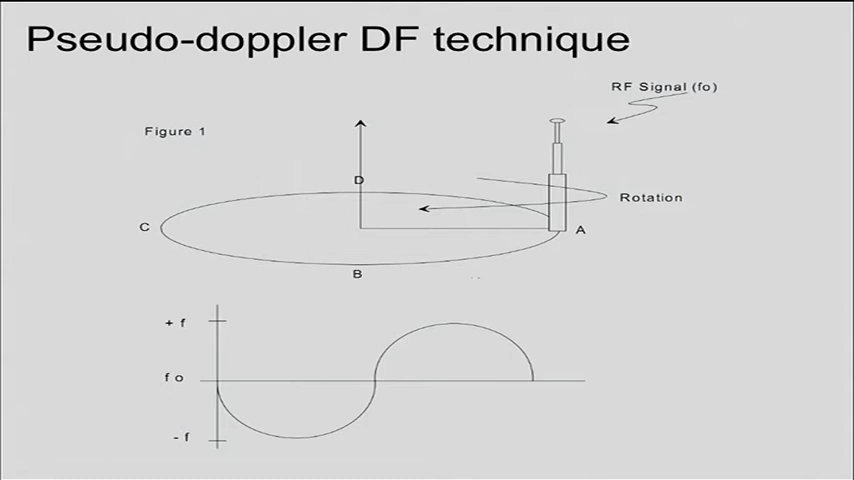 Pseudo-doppler DF technique
RF Signal (fo)
Figure 1
D
Rotation
C
A
B
+ f
f o
- f